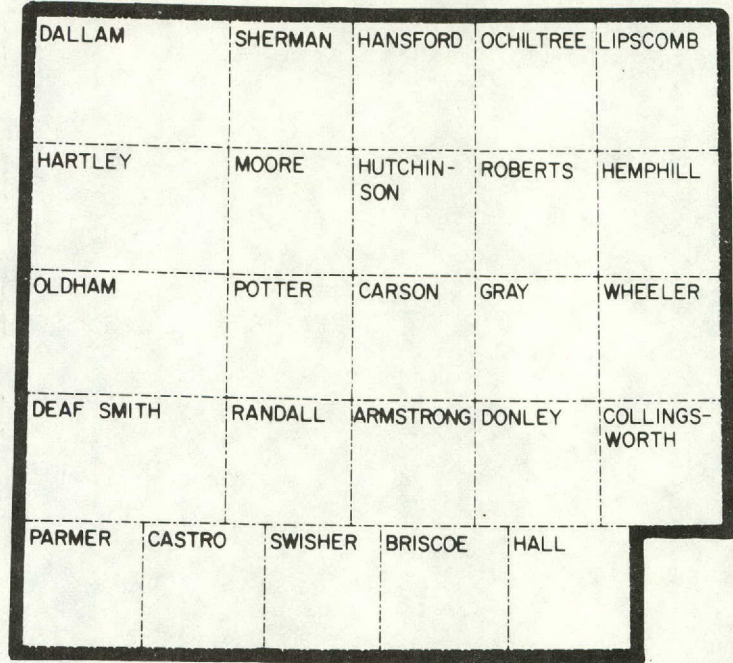 DALLAM
SHERMAN
HANSFORD
OCHILTREE
LIPSCOMB
HARTLEY
MOORE
HUTCHIN-
SON
ROBERTS
HEMPHILL
OLDHAM
POTTER
CARSON
GRAY
WHEELER
DEAF SMITH
RANDALL
ARMSTRONG
DONLEY
COLLINGS-
WORTH
PARMER
CASTRO
SWISHER
BRISCOE
HALL